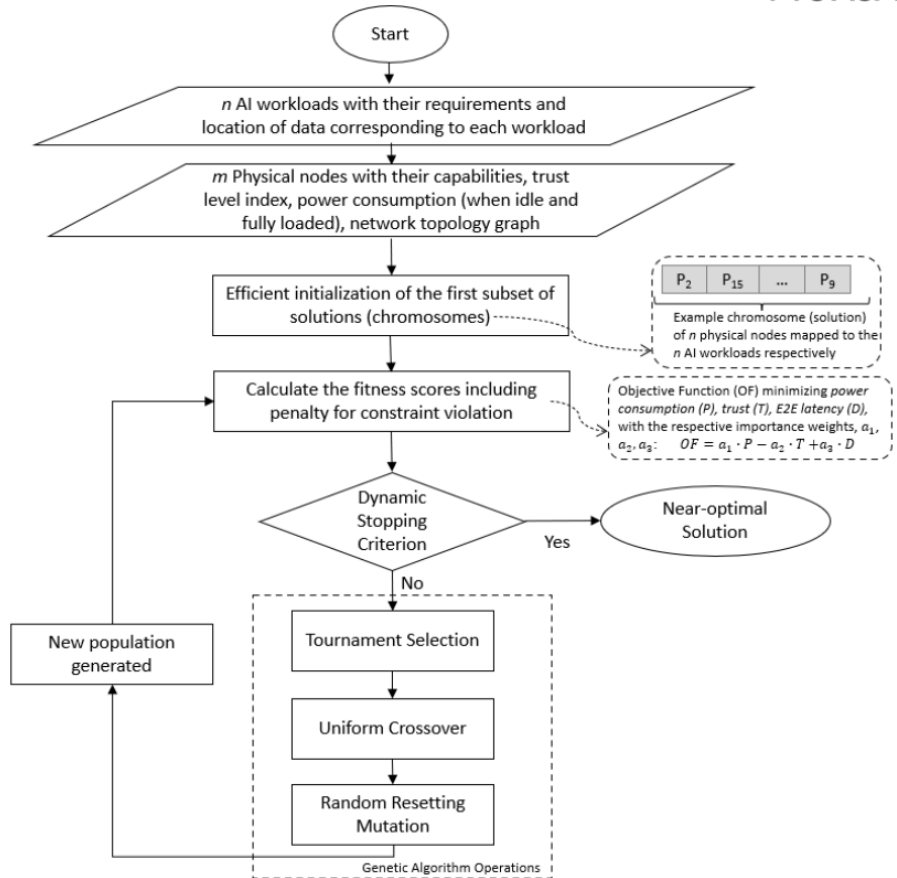 Start
n AI workloads with their requirements and
location of data corresponding to each workload
m Physical nodes with their capabilities, trust
level index, power consumption (when idle and
fully loaded), network topology graph
Efficient initialization of the first subset of
solutions (chromosomes)
P₂ P₁₅ ... P₉
Example chromosome (solution)
of n physical nodes mapped to the
n AI workloads respectively
Calculate the fitness scores including
penalty for constraint violation
Objective Function (OF) minimizing power
consumption (P), trust (T), E2E latency (D),
with the respective importance weights, a₁,
a₂, a₃: OF = a₁ · P − a₂ · T + a₃ · D
Dynamic
Stopping
Criterion
Yes
Near-optimal
Solution
No
Tournament Selection
Uniform Crossover
Random Resetting
Mutation
Genetic Algorithm Operations
New population
generated